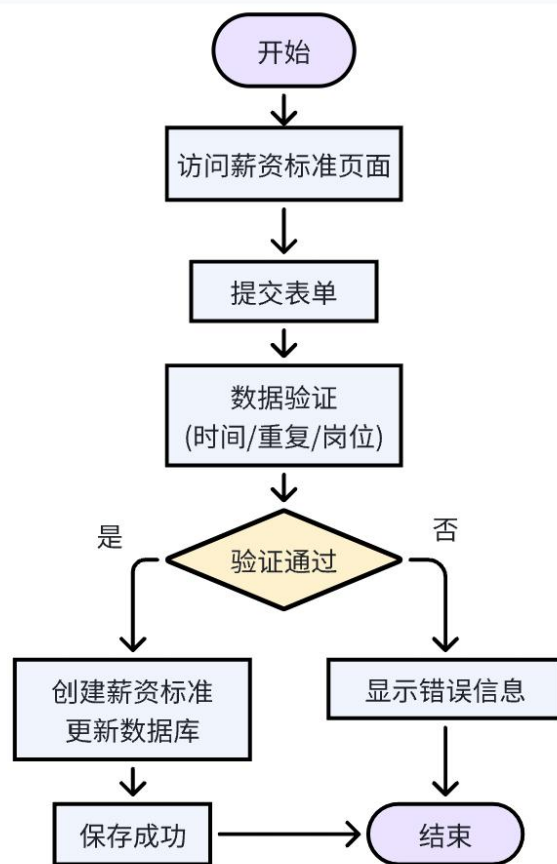 开始
访问薪资标准页面
提交表单
数据验证
(时间/重复/岗位)
是
否
验证通过
创建薪资标准
更新数据库
显示错误信息
保存成功
结束